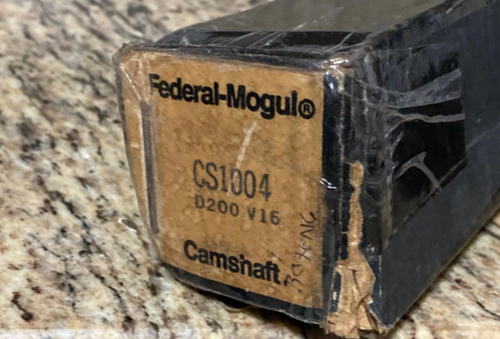 Federal-Mogul®
CS1004
D200 V16
Camshaft